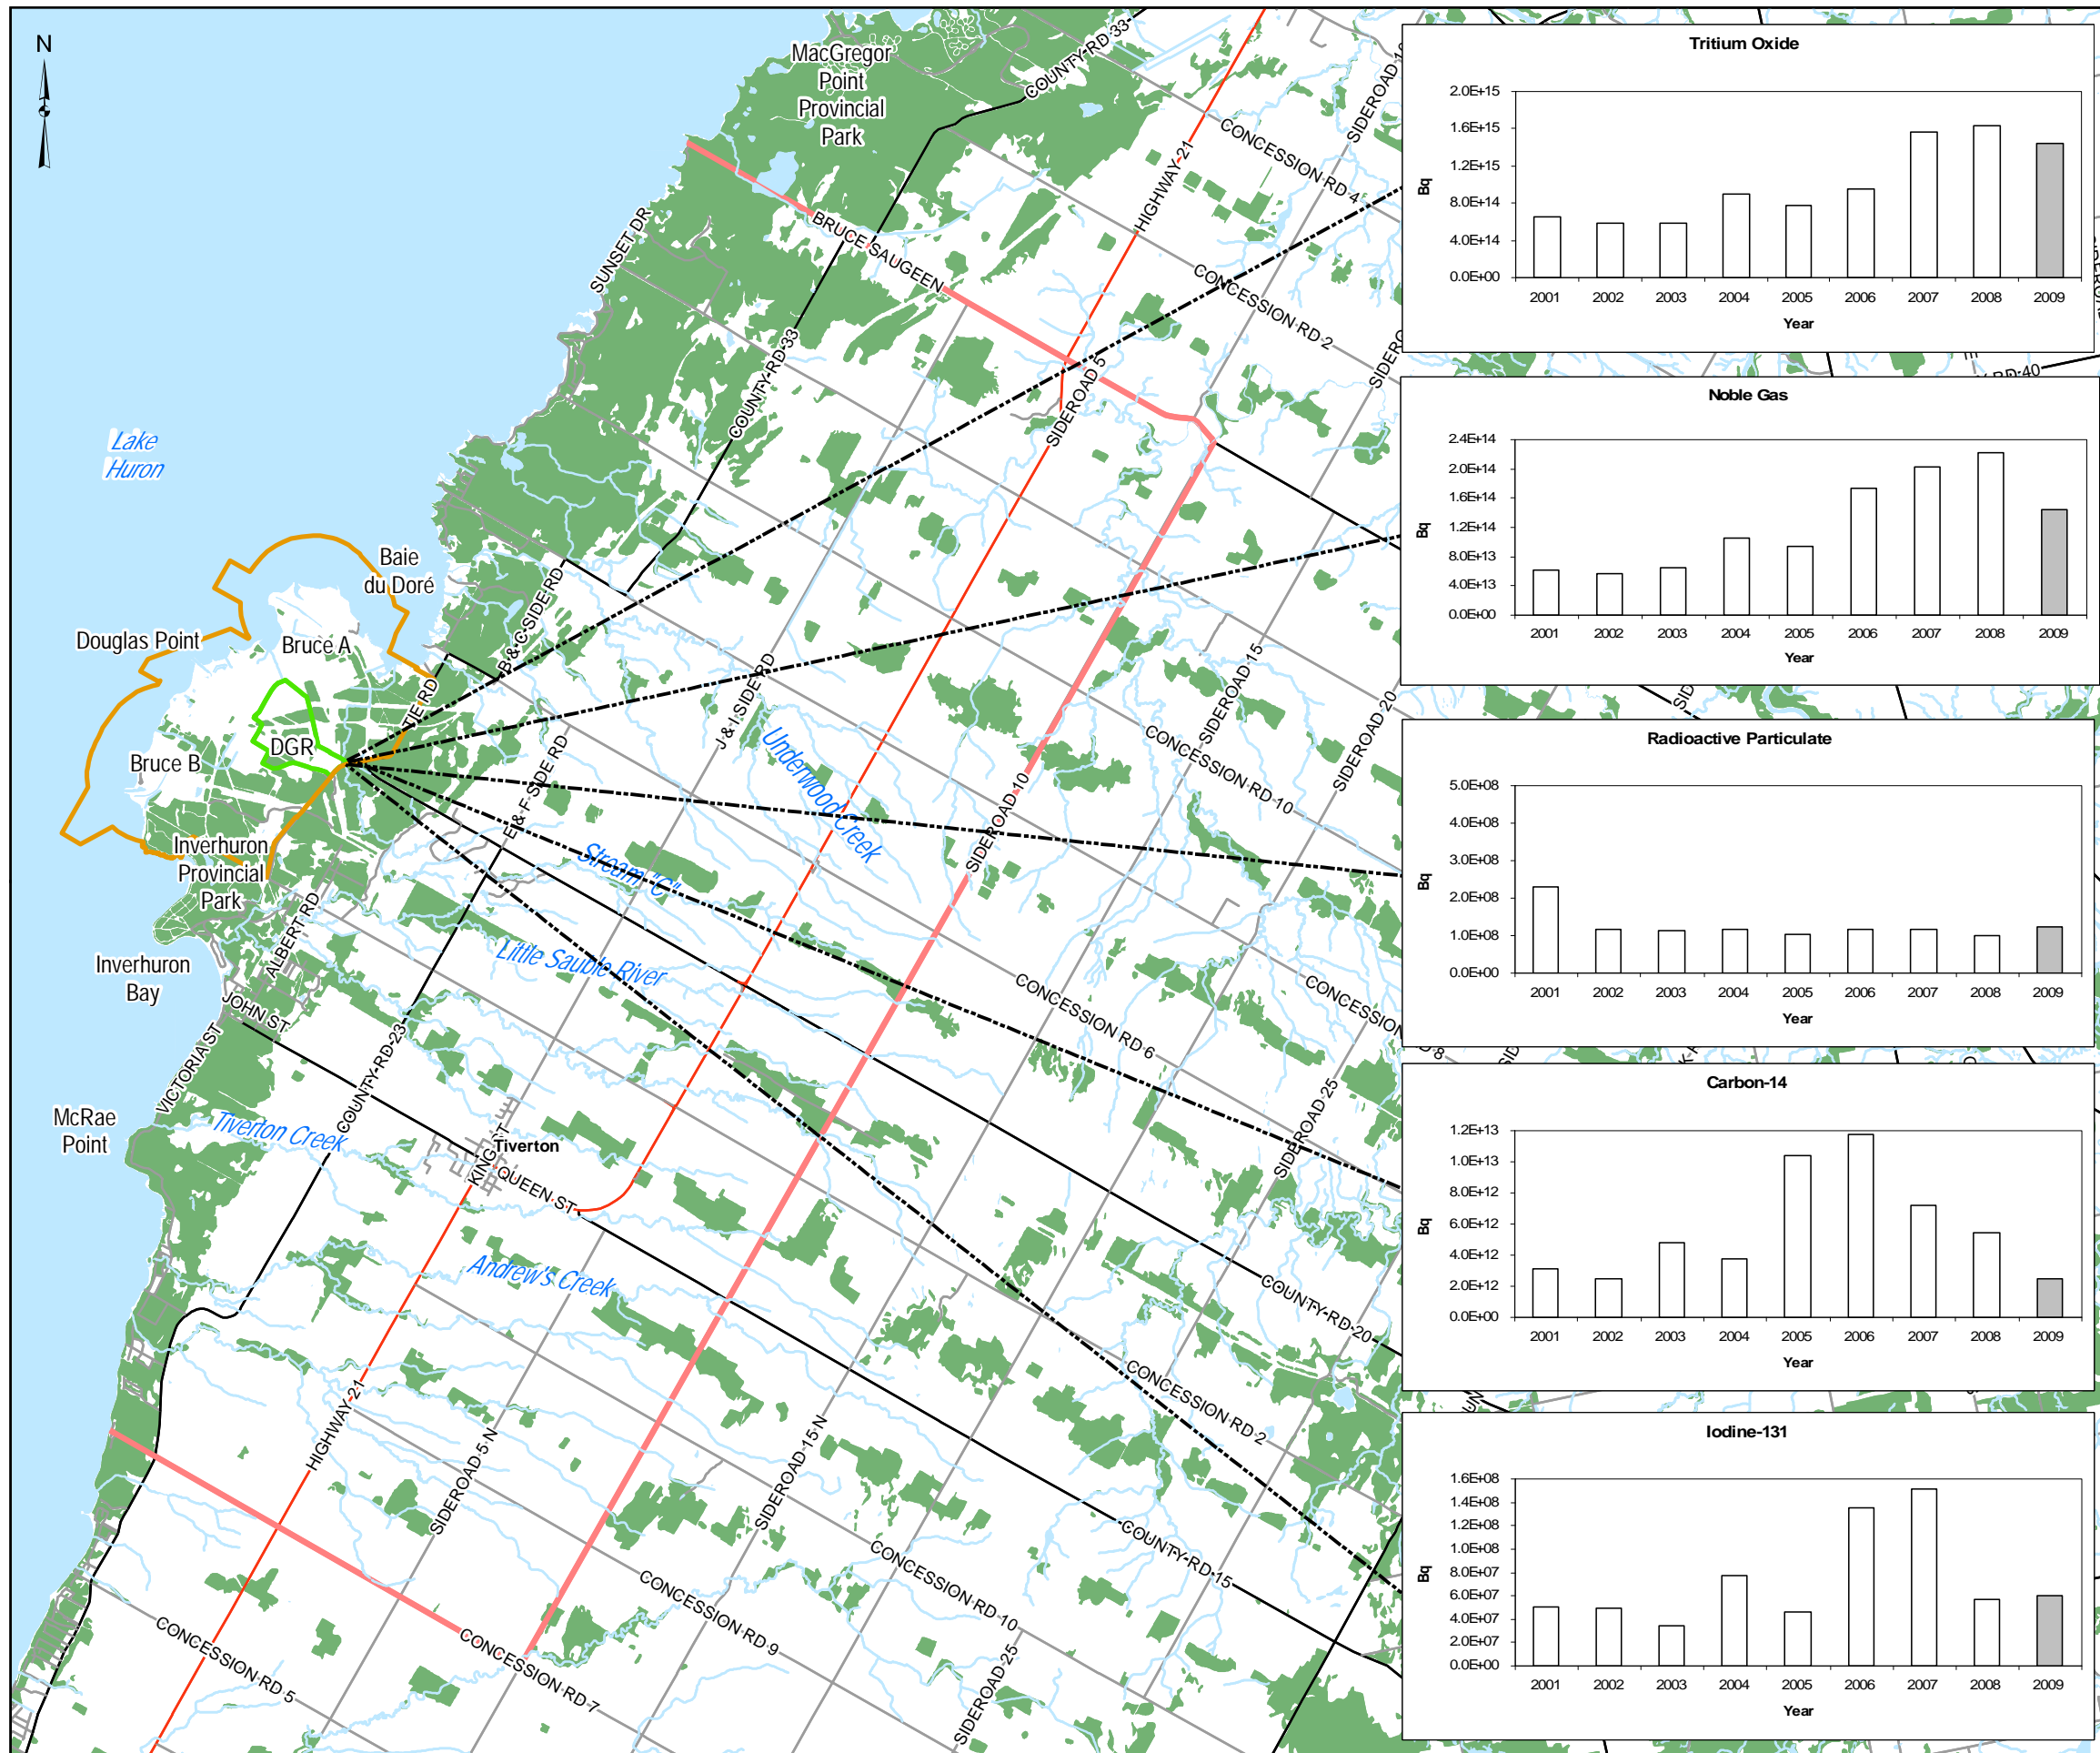 N
MacGregor
Point
Provincial
Park
COUNTY RD 33
CONCESSION RD 4
HIGHWAY 21
BRUCE SAUGEEN
SUNSET DR
CONCESSION RD 2
COUNTY RD 33
SIDEROAD 5
Lake
Huron
Baie
du Doré
Douglas Point
Bruce A
B & C SIDE RD
TIE RD
DGR
Bruce B
J & I SIDE RD
SIDEROAD 15
SIDEROAD 20
Underwood Creek
CONCESSION RD 10
E & F SIDE RD
SIDEROAD 10
Stream "C"
Inverhuron
Provincial
Park
ALBERT RD
Little Sauble River
Inverhuron
Bay
JOHN ST
VICTORIA ST
COUNTY RD 23
CONCESSION RD 6
CONCESSION RD 8
SIDEROAD 25
McRae
Point
Tiverton Creek
Tiverton
QUEEN ST
Andrew's Creek
COUNTY RD 20
CONCESSION RD 2
HIGHWAY 21
SIDEROAD 5 N
SIDEROAD 15 N
COUNTY RD 15
CONCESSION RD 10
CONCESSION RD 9
CONCESSION RD 7
CONCESSION RD 5
SIDEROAD 25
Tritium Oxide
2.0E+15
1.6E+15
1.2E+15
8.0E+14
4.0E+14
0.0E+00
Bq
2001 2002 2003 2004 2005 2006 2007 2008 2009
Year
RD 40
Noble Gas
2.4E+14
2.0E+14
1.6E+14
1.2E+14
8.0E+13
4.0E+13
0.0E+00
Bq
2001 2002 2003 2004 2005 2006 2007 2008 2009
Year
Radioactive Particulate
5.0E+08
4.0E+08
3.0E+08
2.0E+08
1.0E+08
0.0E+00
Bq
2001 2002 2003 2004 2005 2006 2007 2008 2009
Year
Carbon-14
1.2E+13
1.0E+13
8.0E+12
6.0E+12
4.0E+12
2.0E+12
0.0E+00
Bq
2001 2002 2003 2004 2005 2006 2007 2008 2009
Year
Iodine-131
1.6E+08
1.4E+08
1.2E+08
1.0E+08
8.0E+07
6.0E+07
4.0E+07
2.0E+07
0.0E+00
Bq
2001 2002 2003 2004 2005 2006 2007 2008 2009
Year